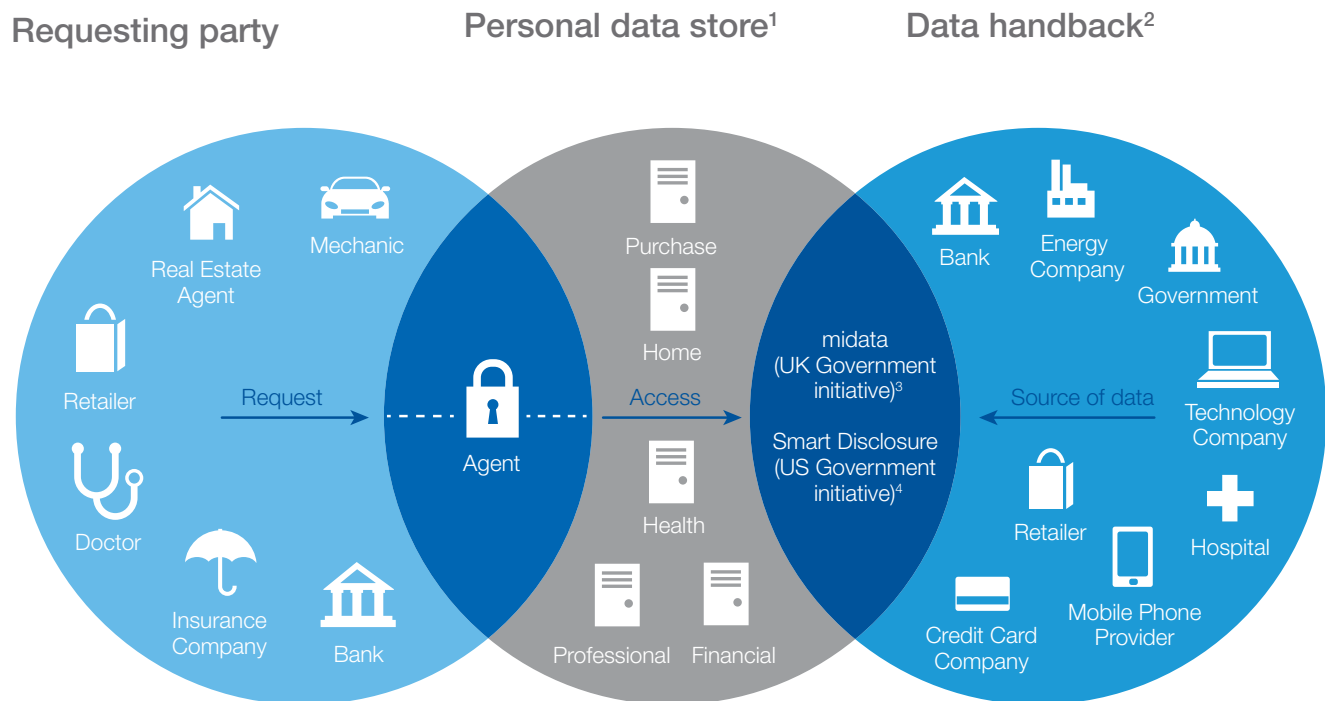 Requesting party
Personal data store¹
Data handback²
Mechanic
Real Estate
Agent
Retailer
Request
Doctor
Insurance
Company
Bank
Agent
Purchase
Home
Access
Health
Professional
Financial
midata
(UK Government
initiative)³
Smart Disclosure
(US Government
initiative)⁴
Bank
Energy
Company
Government
Source of data
Technology
Company
Retailer
Hospital
Mobile Phone
Provider
Credit Card
Company